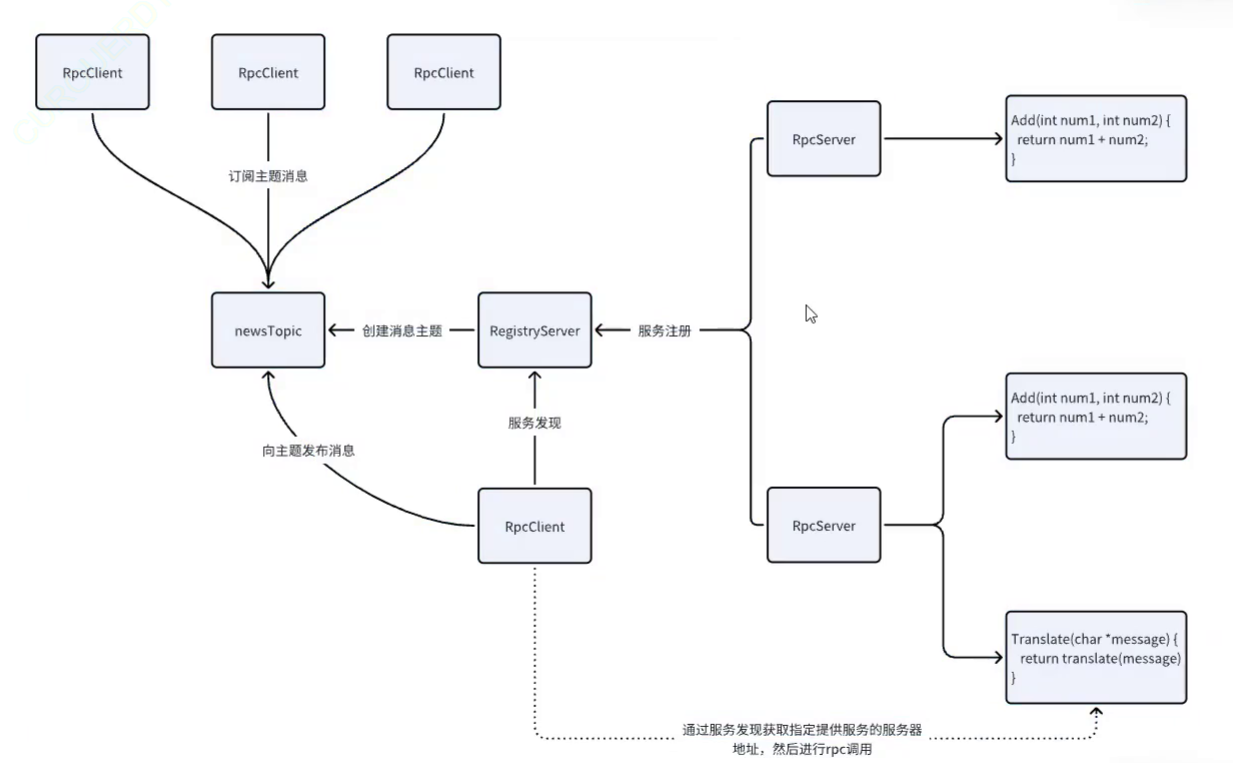 RpcClient
RpcClient
RpcClient
订阅主题消息
newsTopic
创建消息主题
RegistryServer
服务注册
服务发现
向主题发布消息
RpcClient
RpcServer
Add(int num1, int num2) {
return num1 + num2;
}
RpcServer
Add(int num1, int num2) {
return num1 + num2;
}
Translate(char *message) {
return translate(message)
}
通过服务发现获取指定提供服务的服务器
地址，然后进行rpc调用